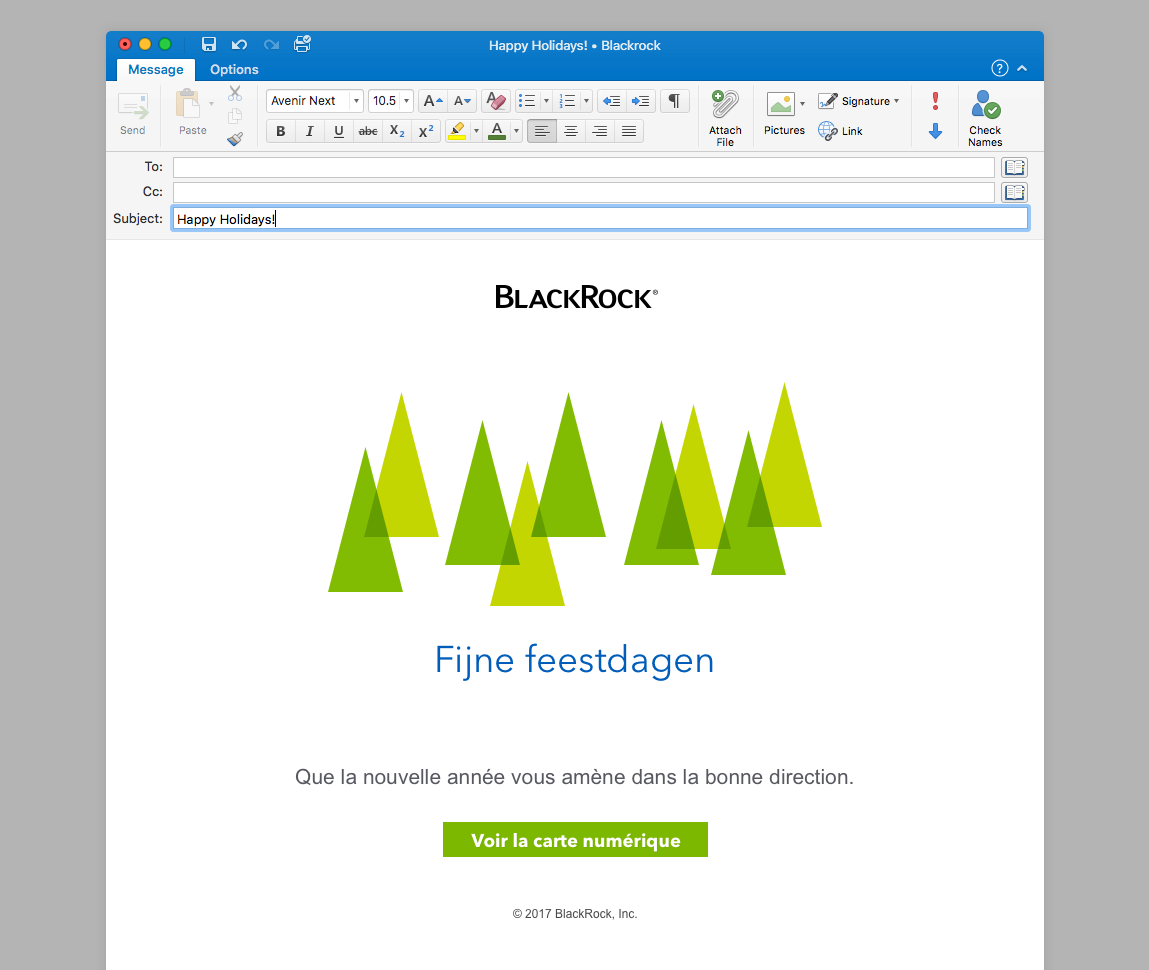 Happy Holidays! • Blackrock
Message Options ?
Send Paste Avenir Next 10.5 A A A ¶ Attach File Pictures Signature Link Check Names
B I U abc X2 X2 A
To:
Cc:
Subject: Happy Holidays!
BLACKROCK®
Fijne feestdagen
Que la nouvelle année vous amène dans la bonne direction.
Voir la carte numérique
© 2017 BlackRock, Inc.